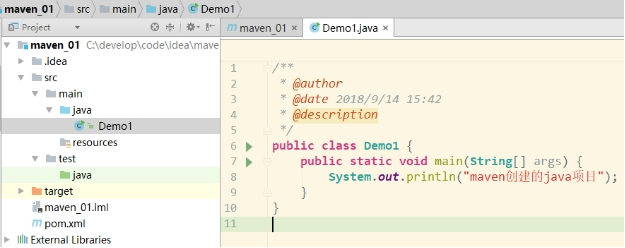 maven_01 src main java Demo1
Project
maven_01 Demo1.java
maven_01 C:\develop\code\idea\mave
.idea
src
main
java
Demo1
resources
test
java
target
maven_01.iml
pom.xml
External Libraries
1 /**
2 * @author
3 * @date 2018/9/14 15:42
4 * @description
5 */
6 public class Demo1 {
7 public static void main(String[] args) {
8 System.out.println("maven创建的java项目");
9 }
10 }
11